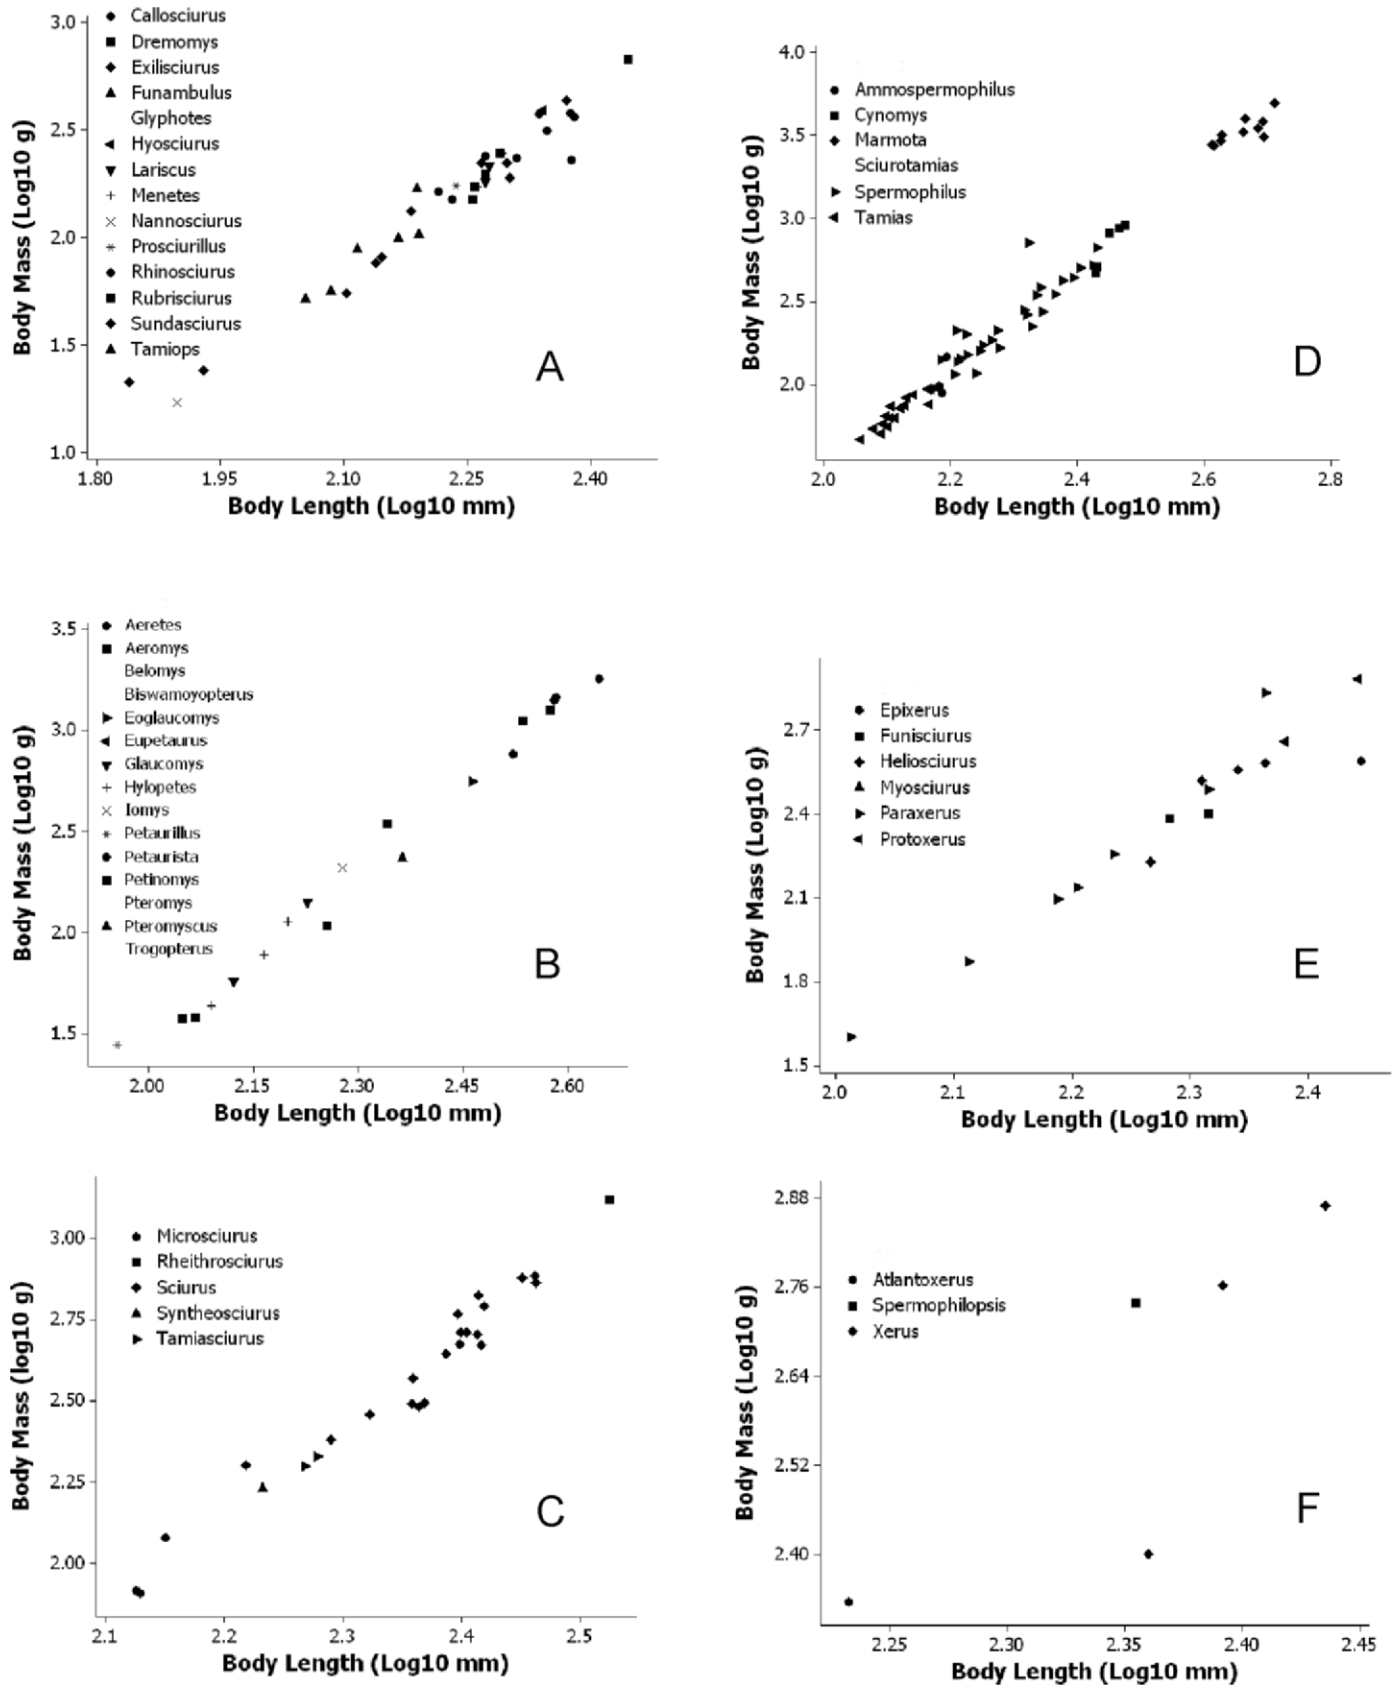 3.0
2.5
2.0
1.5
1.0
Body Mass (Log10 g)
Callosciurus
Dremomys
Exilisciurus
Funambulus
Glyphotes
Hyosciurus
Lariscus
Menetes
Nannosciurus
Prosciurillus
Rhinosciurus
Rubrisciurus
Sundasciurus
Tamiops
A
1.80 1.95 2.10 2.25 2.40
Body Length (Log10 mm)
4.0
3.5
3.0
2.5
2.0
Body Mass (Log10 g)
Ammospermophilus
Cynomys
Marmota
Sciurotamias
Spermophilus
Tamias
D
2.0 2.2 2.4 2.6 2.8
Body Length (Log10 mm)
3.5
3.0
2.5
2.0
1.5
Body Mass (Log10 g)
Aeretes
Aeromys
Belomys
Biswamoyopterus
Eoglaucomys
Eupetaurus
Glaucomys
Hylopetes
Iomys
Petaurillus
Petaurista
Petinomys
Pteromys
Pteromyscus
Trogopterus
B
2.00 2.15 2.30 2.45 2.60
Body Length (Log10 mm)
2.7
2.4
2.1
1.8
1.5
Body Mass (Log10 g)
Epixerus
Funisciurus
Heliosciurus
Myosciurus
Paraxerus
Protoxerus
E
2.0 2.1 2.2 2.3 2.4
Body Length (Log10 mm)
3.00
2.75
2.50
2.25
2.00
Body Mass (log10 g)
Microsciurus
Rheithrosciurus
Sciurus
Syntheosciurus
Tamiasciurus
C
2.1 2.2 2.3 2.4 2.5
Body Length (Log10 mm)
2.88
2.76
2.64
2.52
2.40
Body Mass (Log10 g)
Atlantoxerus
Spermophilopsis
Xerus
F
2.25 2.30 2.35 2.40 2.45
Body Length (Log10 mm)